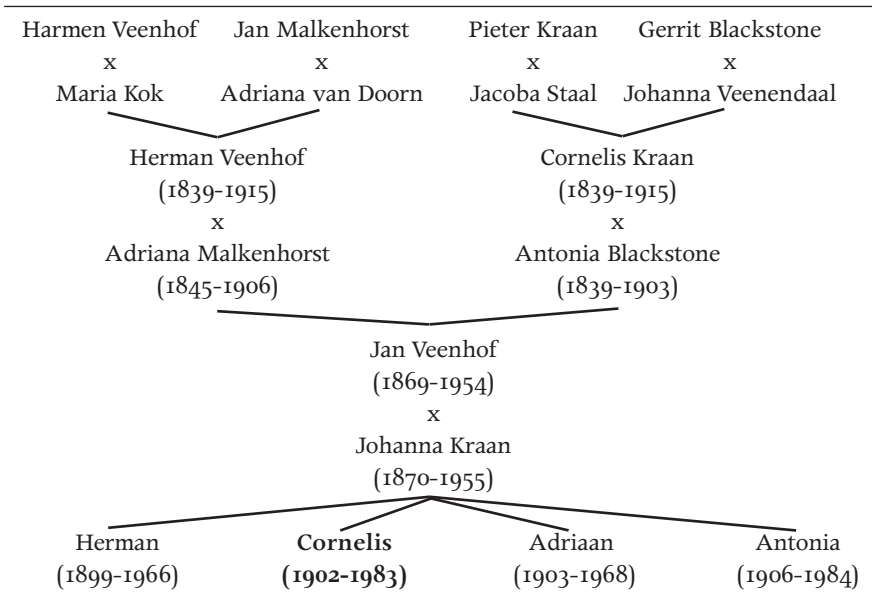 Harmen Veenhof Jan Malkenhorst Pieter Kraan Gerrit Blackstone
x x x x
Maria Kok Adriana van Doorn Jacoba Staal Johanna Veenendaal
Herman Veenhof Cornelis Kraan
(1839-1915) (1839-1915)
x x
Adriana Malkenhorst Antonia Blackstone
(1845-1906) (1839-1903)
Jan Veenhof
(1869-1954)
x
Johanna Kraan
(1870-1955)
Herman Cornelis Adriaan Antonia
(1899-1966) (1902-1983) (1903-1968) (1906-1984)